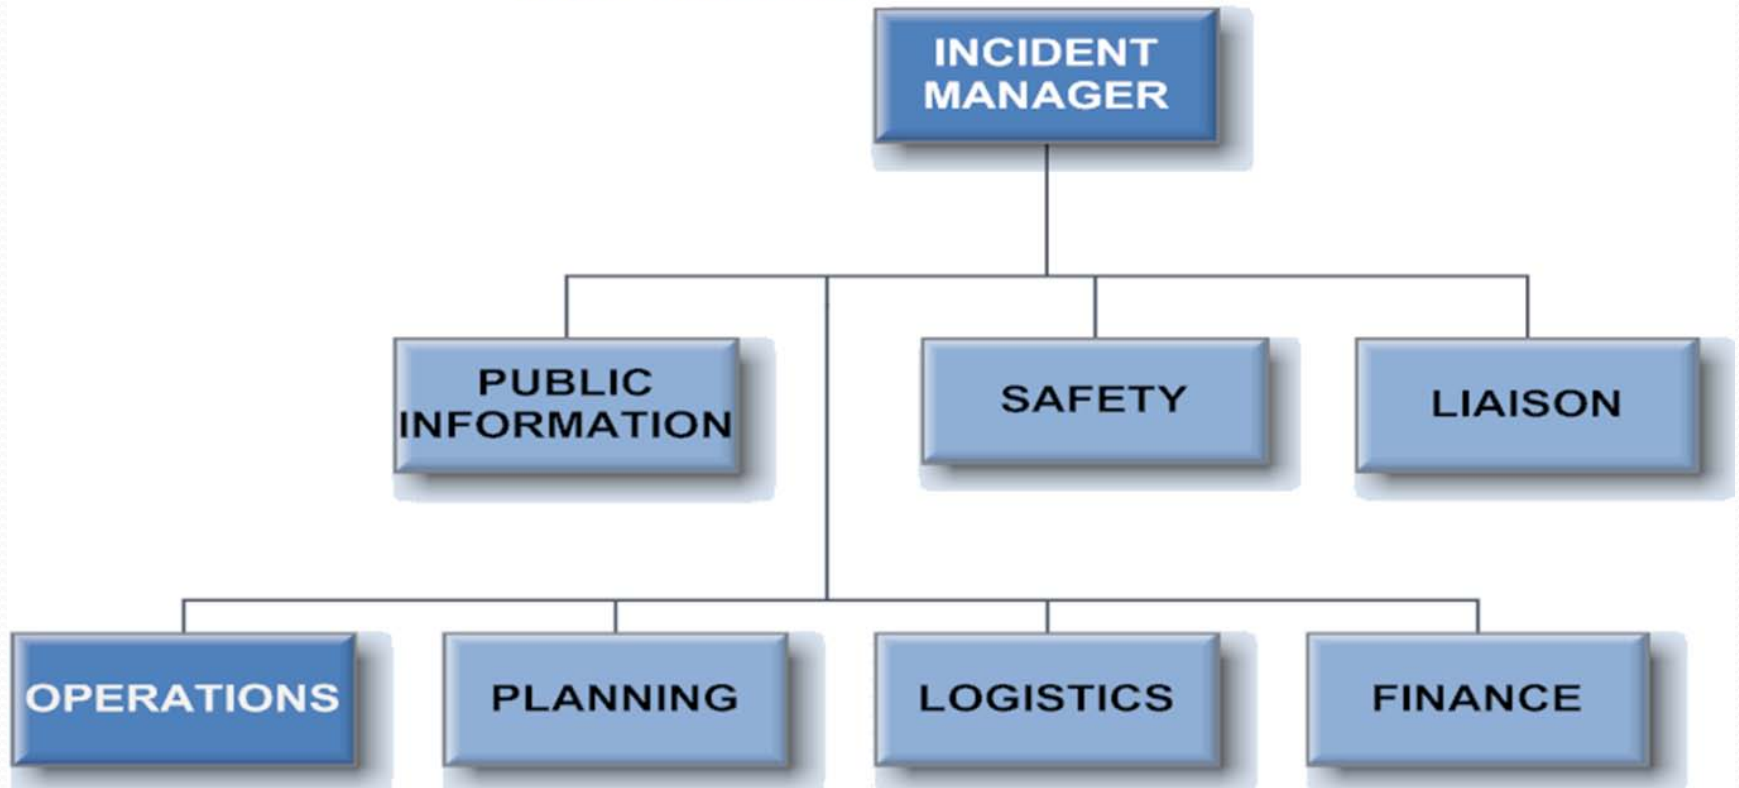 INCIDENT
MANAGER
PUBLIC
INFORMATION
SAFETY
LIAISON
OPERATIONS
PLANNING
LOGISTICS
FINANCE